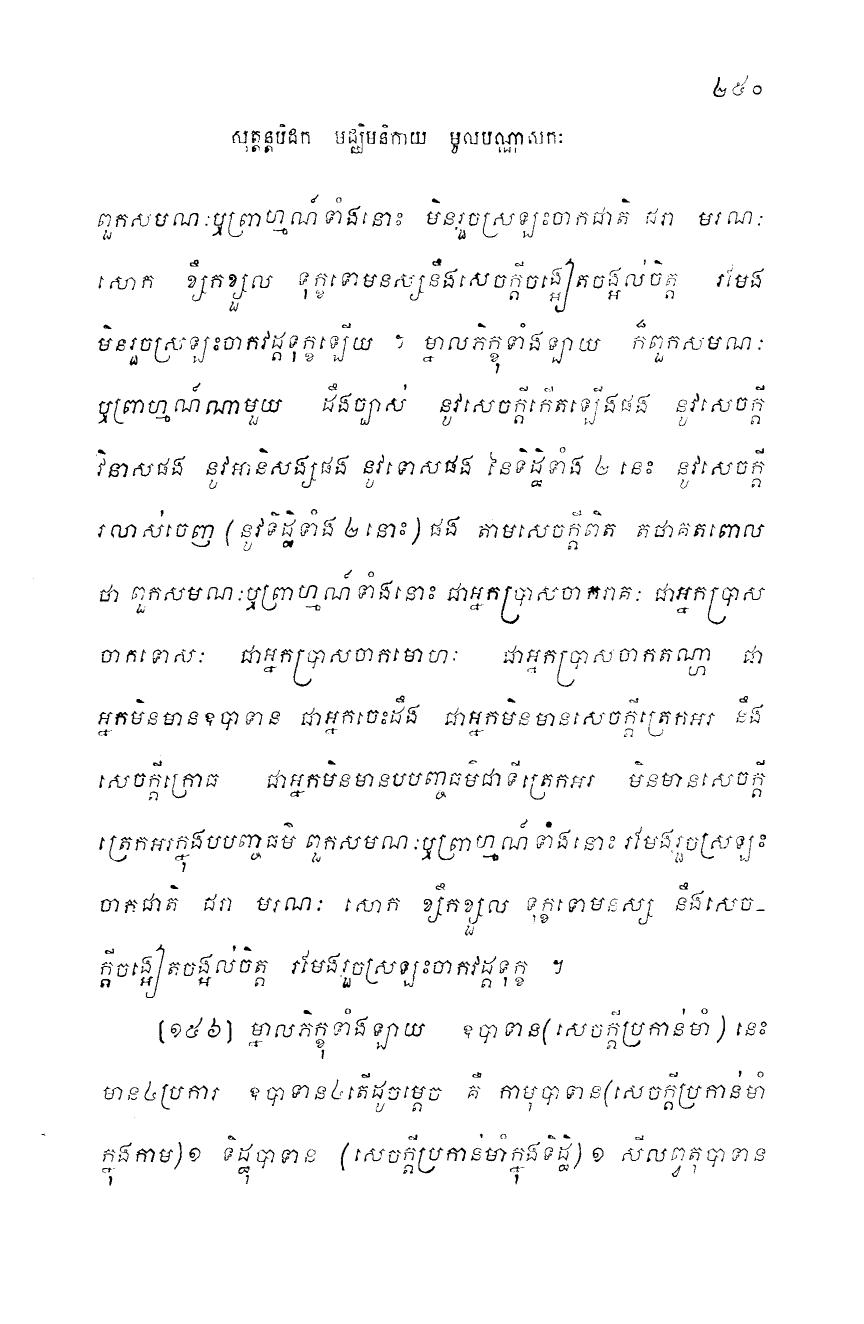 ២៥០
សុត្តន្តបិដក មជ្ឈិមនិកាយ មូលបណ្ណាសកៈ
ពួកសមណៈឬព្រាហ្មណ៍ទាំងនោះ មិនរួចស្រឡះចាកជាតិ ជរា មរណៈ
សោក ខ្សឹកខ្សួល ទុក្ខទោមនស្សនឹងសេចក្តីចង្អៀតចង្អល់ចិត្ត រមែង
មិនរួចស្រឡះចាកវដ្តទុក្ខឡើយ ។ ម្នាលភិក្ខុទាំងឡាយ ក៏ពួកសមណៈ
ឬព្រាហ្មណ៍ណាមួយ ដឹងច្បាស់ នូវសេចក្តីកើតឡើងផង នូវសេចក្តី
វិនាសផង នូវអានិសង្សផង នូវទោសផង នៃទិដ្ឋិទាំង ២ នេះ នូវសេចក្តី
រលាស់ចេញ (នូវទិដ្ឋិទាំង ២ នោះ) ផង តាមសេចក្តីពិត តថាគតពោល
ថា ពួកសមណៈឬព្រាហ្មណ៍ទាំងនោះ ជាអ្នកប្រាសចាករាគៈ ជាអ្នកប្រាស
ចាកទោសៈ ជាអ្នកប្រាសចាកមោហៈ ជាអ្នកប្រាសចាកតណ្ហា ជា
អ្នកមិនមានឧបាទាន ជាអ្នកចេះដឹង ជាអ្នកមិនមានសេចក្តីត្រេកអរ នឹង
សេចក្តីក្រោធ ជាអ្នកមិនមានបបញ្ចធម៌ជាទីត្រេកអរ មិនមានសេចក្តី
ត្រេកអរក្នុងបបញ្ចធម៌ ពួកសមណៈឬព្រាហ្មណ៍ទាំងនោះ រមែងរួចស្រឡះ
ចាកជាតិ ជរា មរណៈ សោក ខ្សឹកខ្សួល ទុក្ខទោមនស្ស នឹងសេច-
ក្តីចង្អៀតចង្អល់ចិត្ត រមែងរួចស្រឡះចាកវដ្តទុក្ខ ។
[១៥៦] ម្នាលភិក្ខុទាំងឡាយ ឧបាទាន(សេចក្តីប្រកាន់មាំ) នេះ
មាន៤ប្រការ ឧបាទាន៤តើដូចម្តេច គឺ កាមុបាទាន(សេចក្តីប្រកាន់មាំ
ក្នុងកាម)១ ទិដ្ឋុបាទាន (សេចក្តីប្រកាន់មាំក្នុងទិដ្ឋិ) ១ សីលព្វតុបាទាន